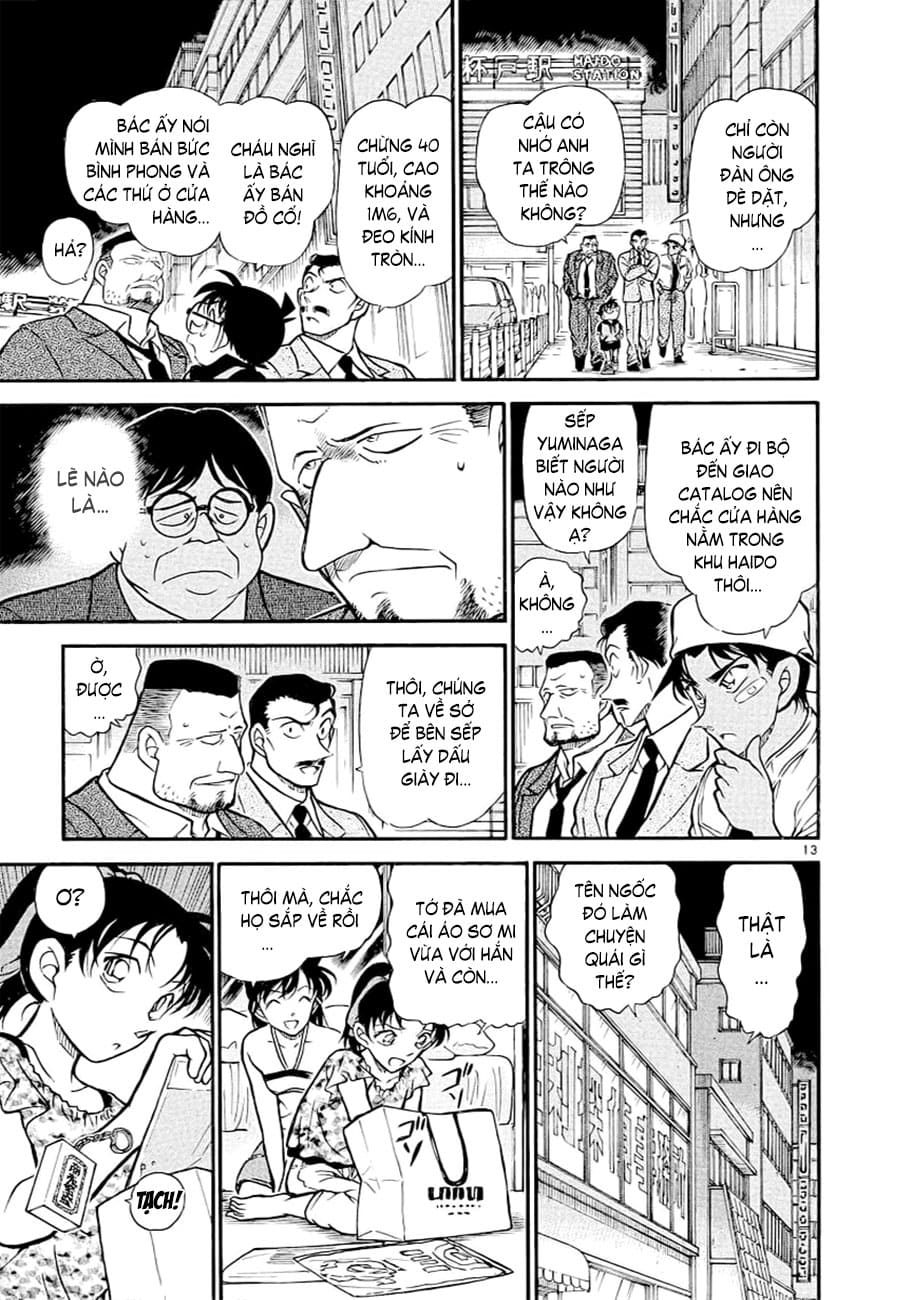 杯戸駅
HAIDO
STATION
CHỈ CÒN
NGƯỜI
ĐÀN ÔNG
DÈ DẶT,
NHƯNG
...
CẬU CÓ
NHỚ ANH
TA TRÔNG
THẾ NÀO
KHÔNG?
CHỪNG 40
TUỔI, CAO
KHOẢNG
1M6, VÀ
ĐEO KÍNH
TRÒN...
CHÁU NGHĨ
LÀ BÁC
ẤY BÁN
ĐỒ CỔ!
BÁC ẤY NÓI
MÌNH BÁN BỨC
BÌNH PHONG VÀ
CÁC THỨ Ở CỬA
HÀNG...
HẢ?
BÁC ẤY ĐI BỘ
ĐẾN GIAO
CATALOG NÊN
CHẮC CỬA HÀNG
NẰM TRONG
KHU HAIDO
THÔI.
SẾP
YUMINAGA
BIẾT NGƯỜI
NÀO NHƯ
VẬY KHÔNG
Ạ?
À,
KHÔNG
...
LẼ NÀO
LÀ...
THÔI, CHÚNG
TA VỀ SỞ
ĐỂ BÊN SẾP
LẤY DẤU
GIÀY ĐI...
Ờ,
ĐƯỢC
...
13
THẬT
LÀ
...
TÊN NGỐC
ĐÓ LÀM
CHUYỆN
QUÁI GÌ
THẾ?
TỚ ĐÃ MUA
CÁI ÁO SƠ MI
VỪA VỚI HẮN
VÀ CÒN...
THÔI MÀ, CHẮC
HỌ SẮP VỀ RỒI
...
Ơ?
TẠCH!